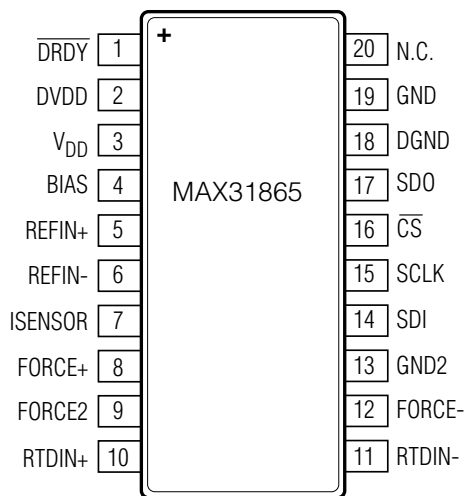 +
MAX31865
DRDY 1
DVDD 2
VDD 3
BIAS 4
REFIN+ 5
REFIN- 6
ISENSOR 7
FORCE+ 8
FORCE2 9
RTDIN+ 10
20 N.C.
19 GND
18 DGND
17 SDO
16 CS
15 SCLK
14 SDI
13 GND2
12 FORCE-
11 RTDIN-